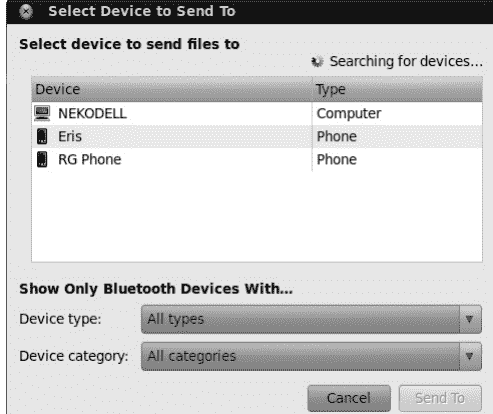 Select Device to Send To
Select device to send files to
Searching for devices...
Device Type
NEKODELL Computer
Eris Phone
RG Phone Phone
Show Only Bluetooth Devices With...
Device type: All types
Device category: All categories
Cancel Send To